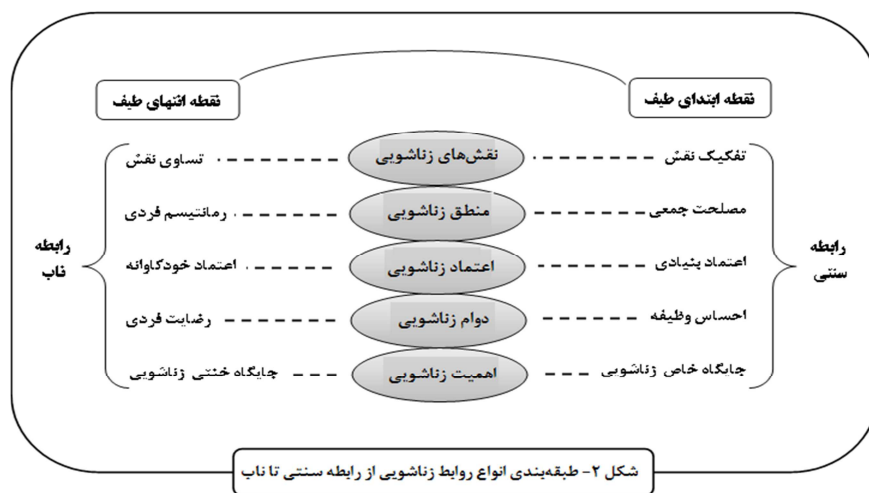 نقطه ابتدای طیف
نقطه انتهای طیف
تفکیک نقش
نقش‌های زناشویی
تساوی نقش
مصلحت جمعی
منطق زناشویی
رمانتیسم فردی
رابطه
سنتی
رابطه
ناب
اعتماد بنیادی
اعتماد زناشویی
اعتماد خودکاوانه
احساس وظیفه
دوام زناشویی
رضایت فردی
جایگاه خاص زناشویی
اهمیت زناشویی
جایگاه خنثی زناشویی
شکل ۲- طبقه‌بندی انواع روابط زناشویی از رابطه سنتی تا ناب